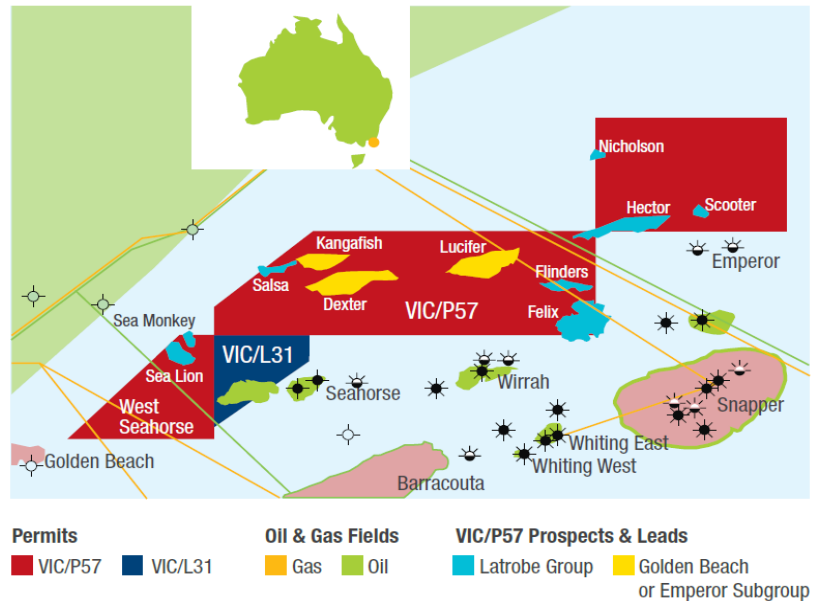 Nicholson
Hector
Scooter
Kangafish
Lucifer
Emperor
Salsa
Flinders
Dexter
VIC/P57
Felix
Sea Monkey
VIC/L31
Sea Lion
Wirrah
Seahorse
Snapper
West
Seahorse
Whiting East
Golden Beach
Whiting West
Barracouta
Permits
VIC/P57
VIC/L31
Oil & Gas Fields
Gas
Oil
VIC/P57 Prospects & Leads
Latrobe Group
Golden Beach
or Emperor Subgroup